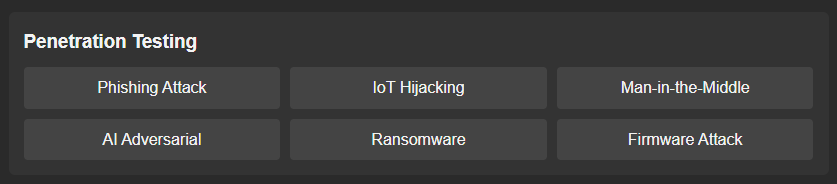 Penetration Testing
Phishing Attack
IoT Hijacking
Man-in-the-Middle
AI Adversarial
Ransomware
Firmware Attack